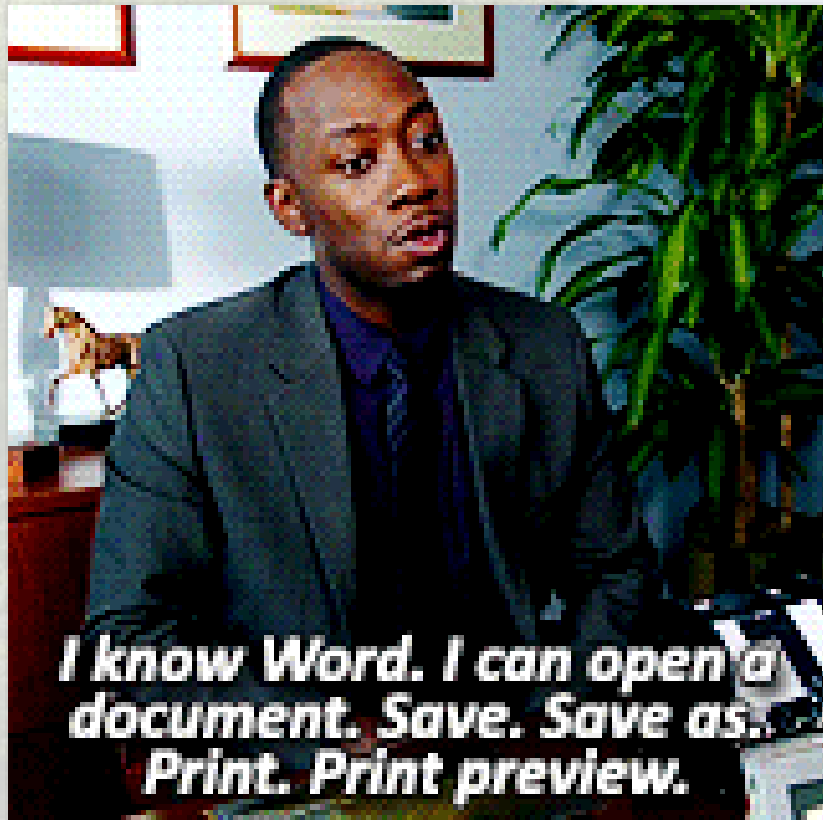 I know Word. I can open a
document. Save. Save as.
Print. Print preview.